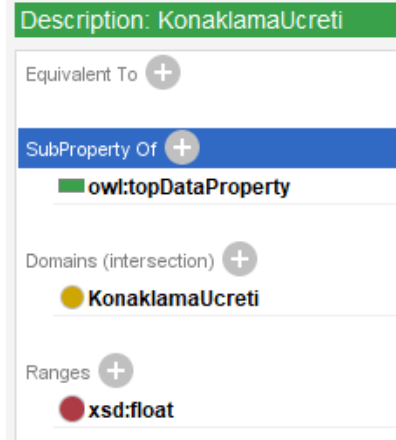 Description: KonaklamaUcreti
Equivalent To
SubProperty Of
owl:topDataProperty
Domains (intersection)
KonaklamaUcreti
Ranges
xsd:float